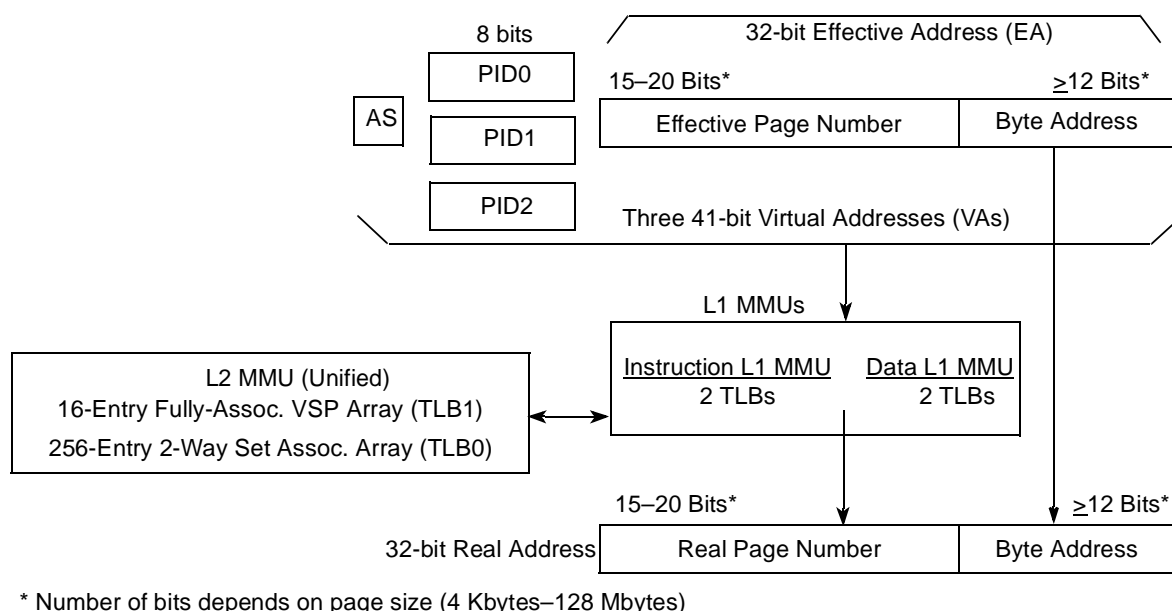 8 bits
32-bit Effective Address (EA)
PID0
15–20 Bits*
≥12 Bits*
AS
PID1
Effective Page Number
Byte Address
PID2
Three 41-bit Virtual Addresses (VAs)
L1 MMUs
Instruction L1 MMU
Data L1 MMU
2 TLBs
2 TLBs
L2 MMU (Unified)
16-Entry Fully-Assoc. VSP Array (TLB1)
256-Entry 2-Way Set Assoc. Array (TLB0)
15–20 Bits*
≥12 Bits*
32-bit Real Address
Real Page Number
Byte Address
* Number of bits depends on page size (4 Kbytes–128 Mbytes)